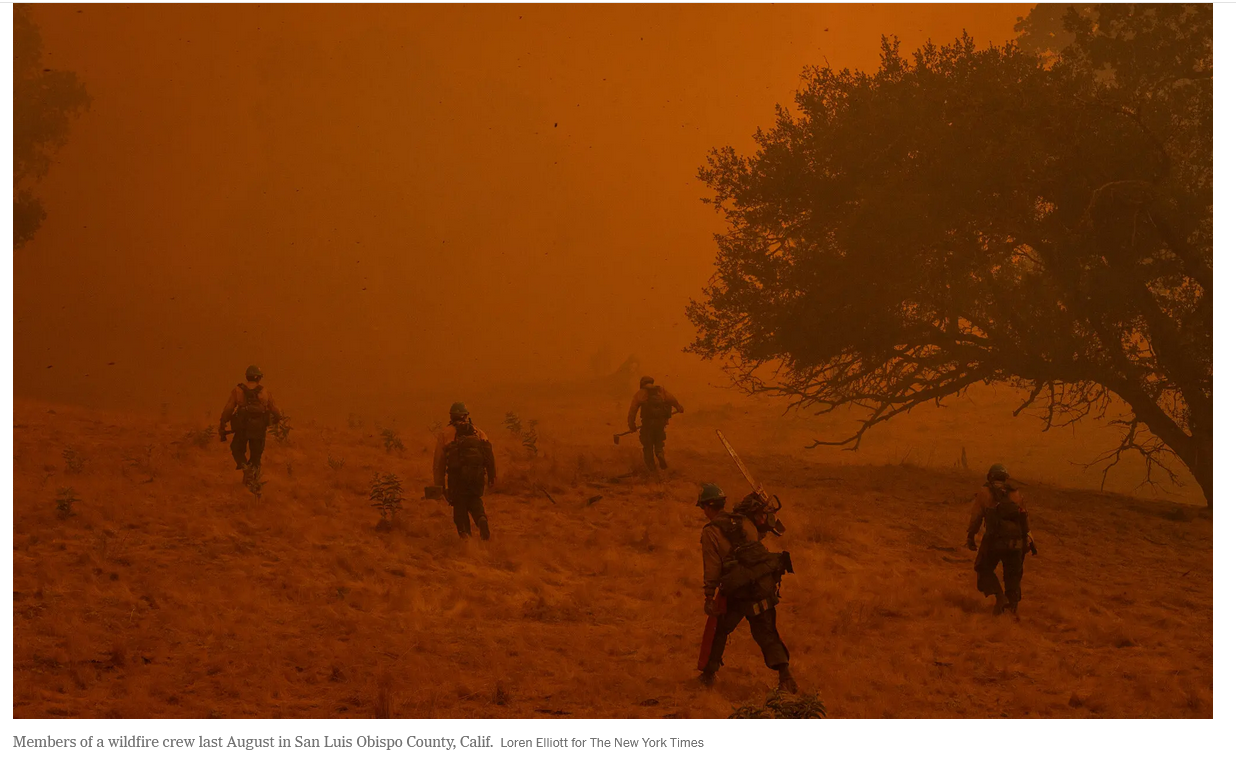 Members of a wildfire crew last August in San Luis Obispo County, Calif. Loren Elliott for The New York Times